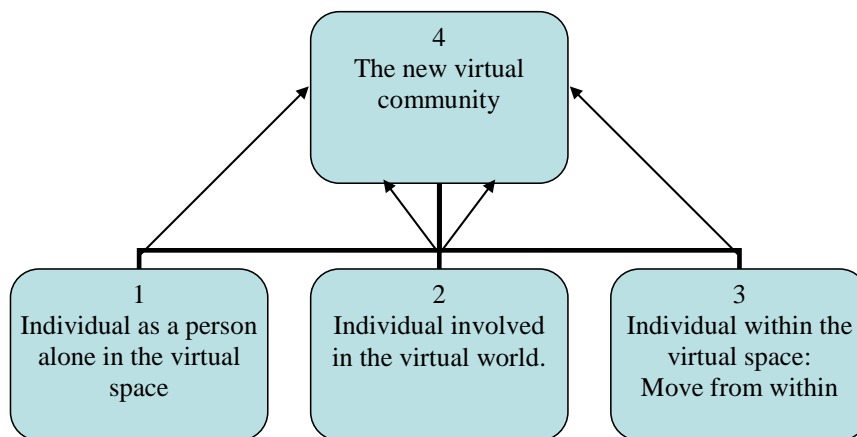 4
The new virtual
community
1
Individual as a person
alone in the virtual
space
2
Individual involved
in the virtual world.
3
Individual within the
virtual space:
Move from within